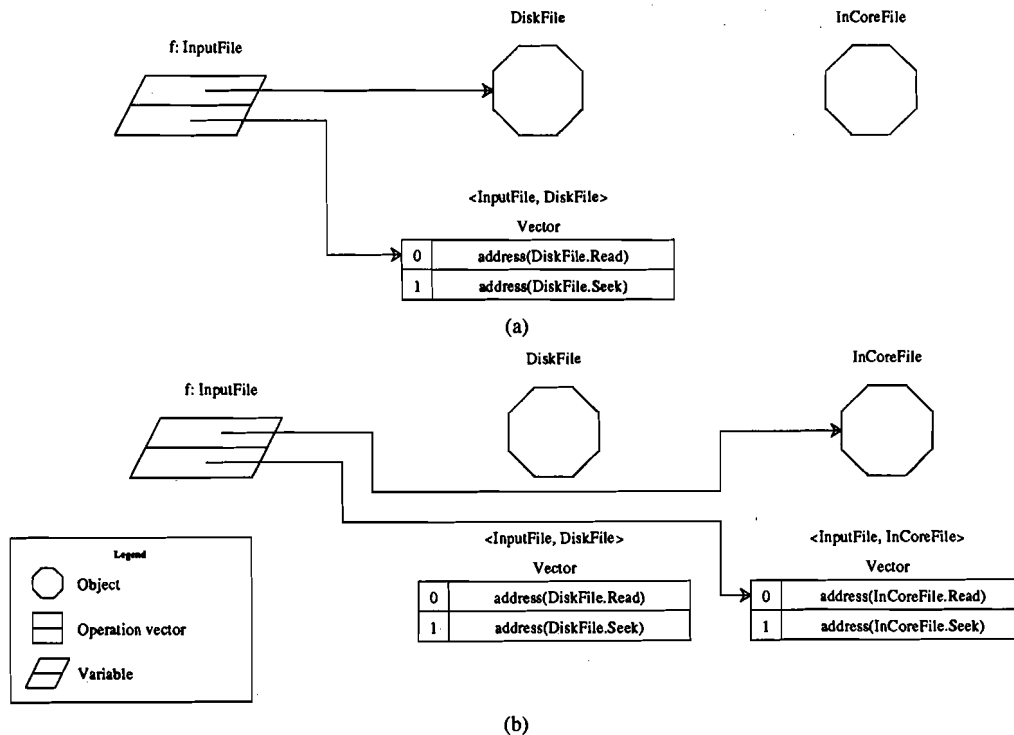 DiskFile
InCoreFile
f: InputFile
<InputFile, DiskFile>
Vector
0 address(DiskFile.Read)
1 address(DiskFile.Seek)
(a)
DiskFile
InCoreFile
f: InputFile
<InputFile, DiskFile>
<InputFile, InCoreFile>
Vector
Vector
0 address(DiskFile.Read)
0 address(InCoreFile.Read)
1 address(DiskFile.Seek)
1 address(InCoreFile.Seek)
Legend
Object
Operation vector
Variable
(b)